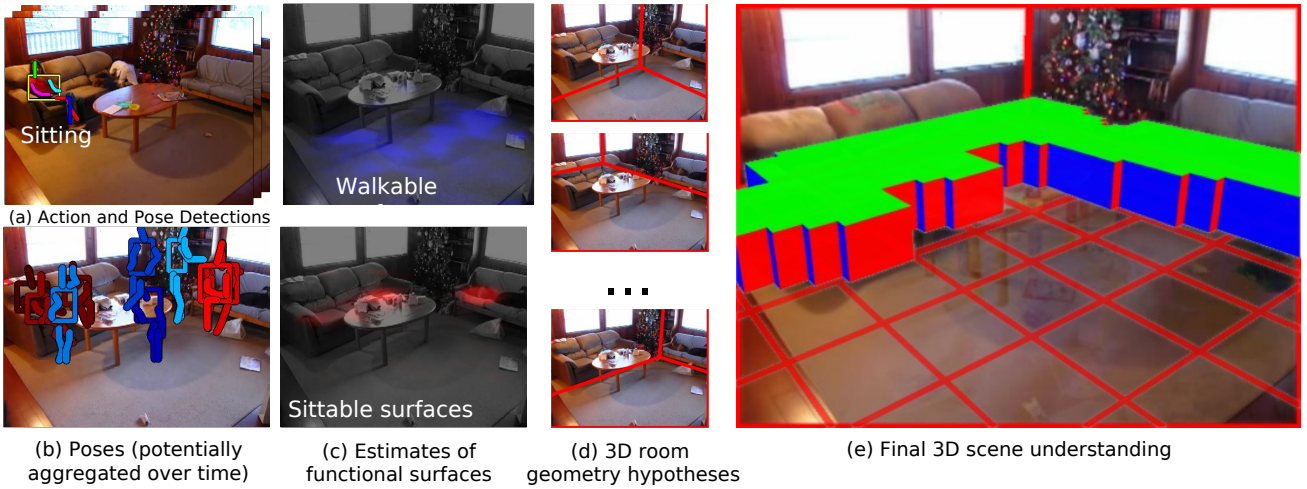 Sitting
(a) Action and Pose Detections
Walkable
Sittable surfaces
(b) Poses (potentially
aggregated over time)
(c) Estimates of
functional surfaces
(d) 3D room
geometry hypotheses
(e) Final 3D scene understanding